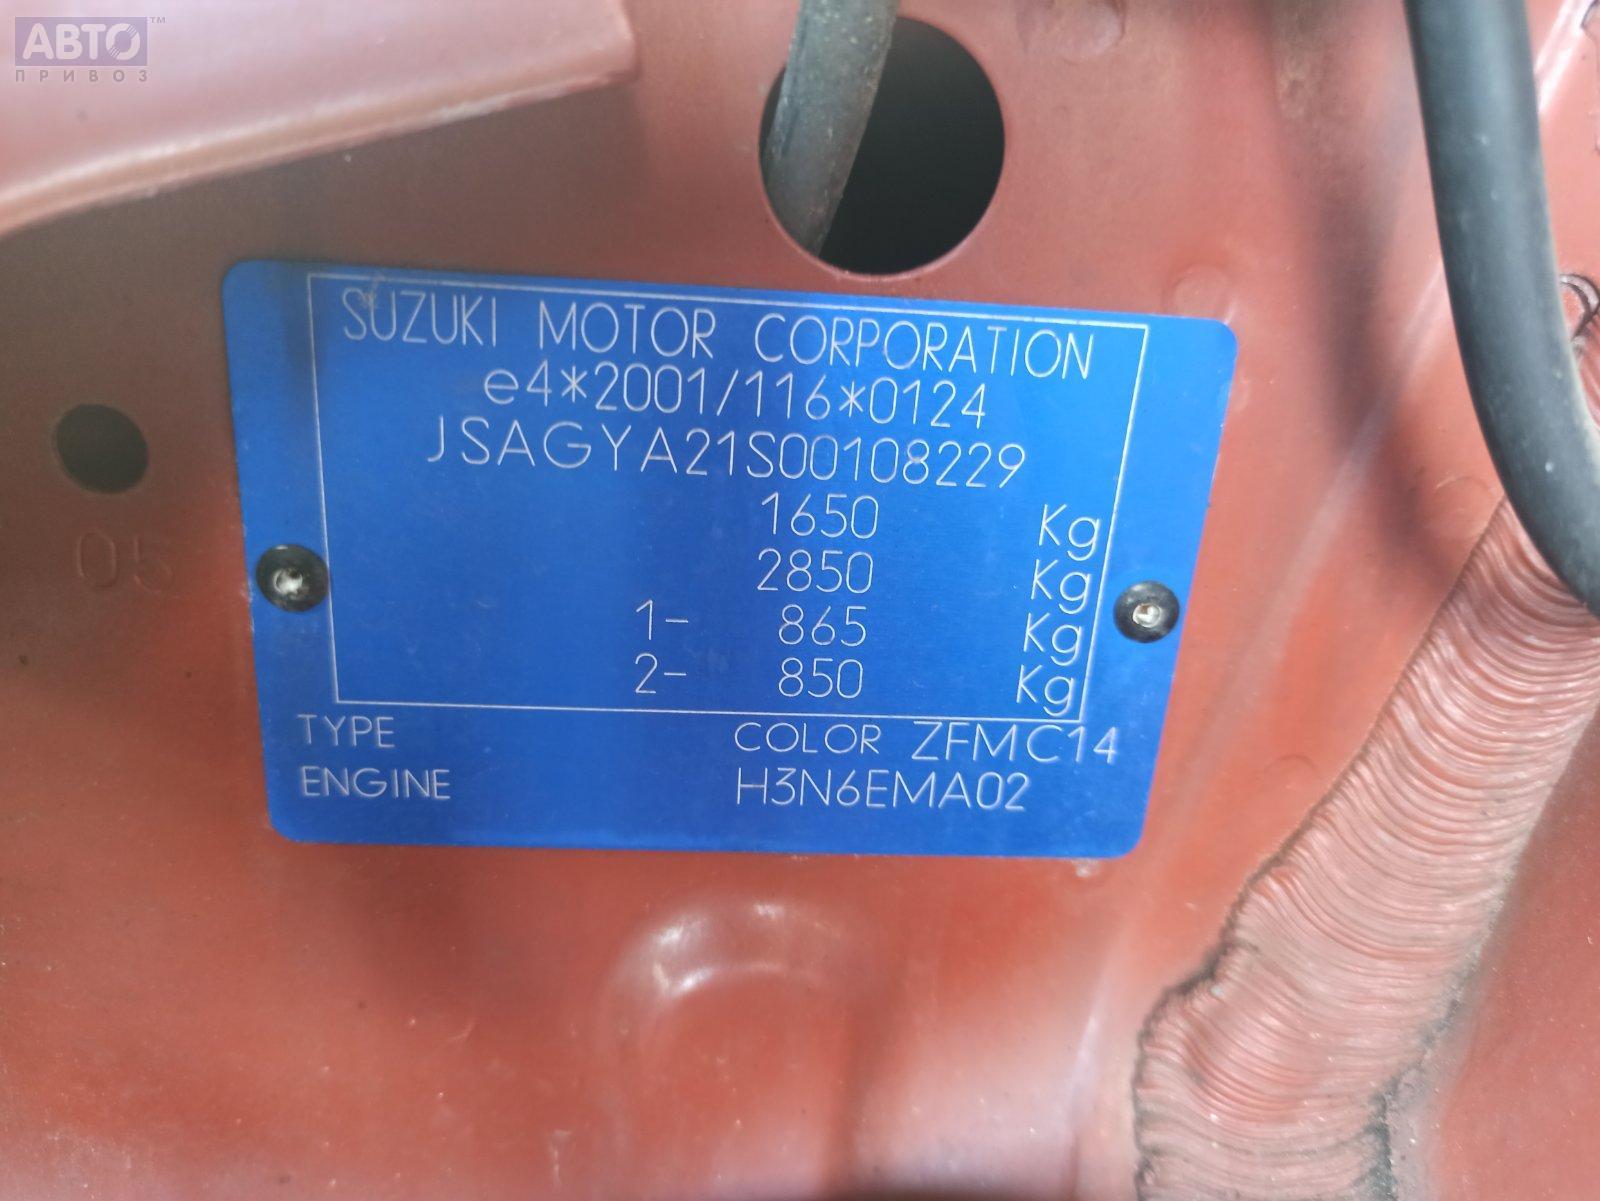 АВТО™
ПРИВОЗ
SUZUKI MOTOR CORPORATION
e4*2001/116*0124
JSAGYA21S00108229
1650 Kg
2850 Kg
1- 865 Kg
2- 850 Kg
TYPE COLOR ZFMC14
ENGINE H3N6EMA02
05